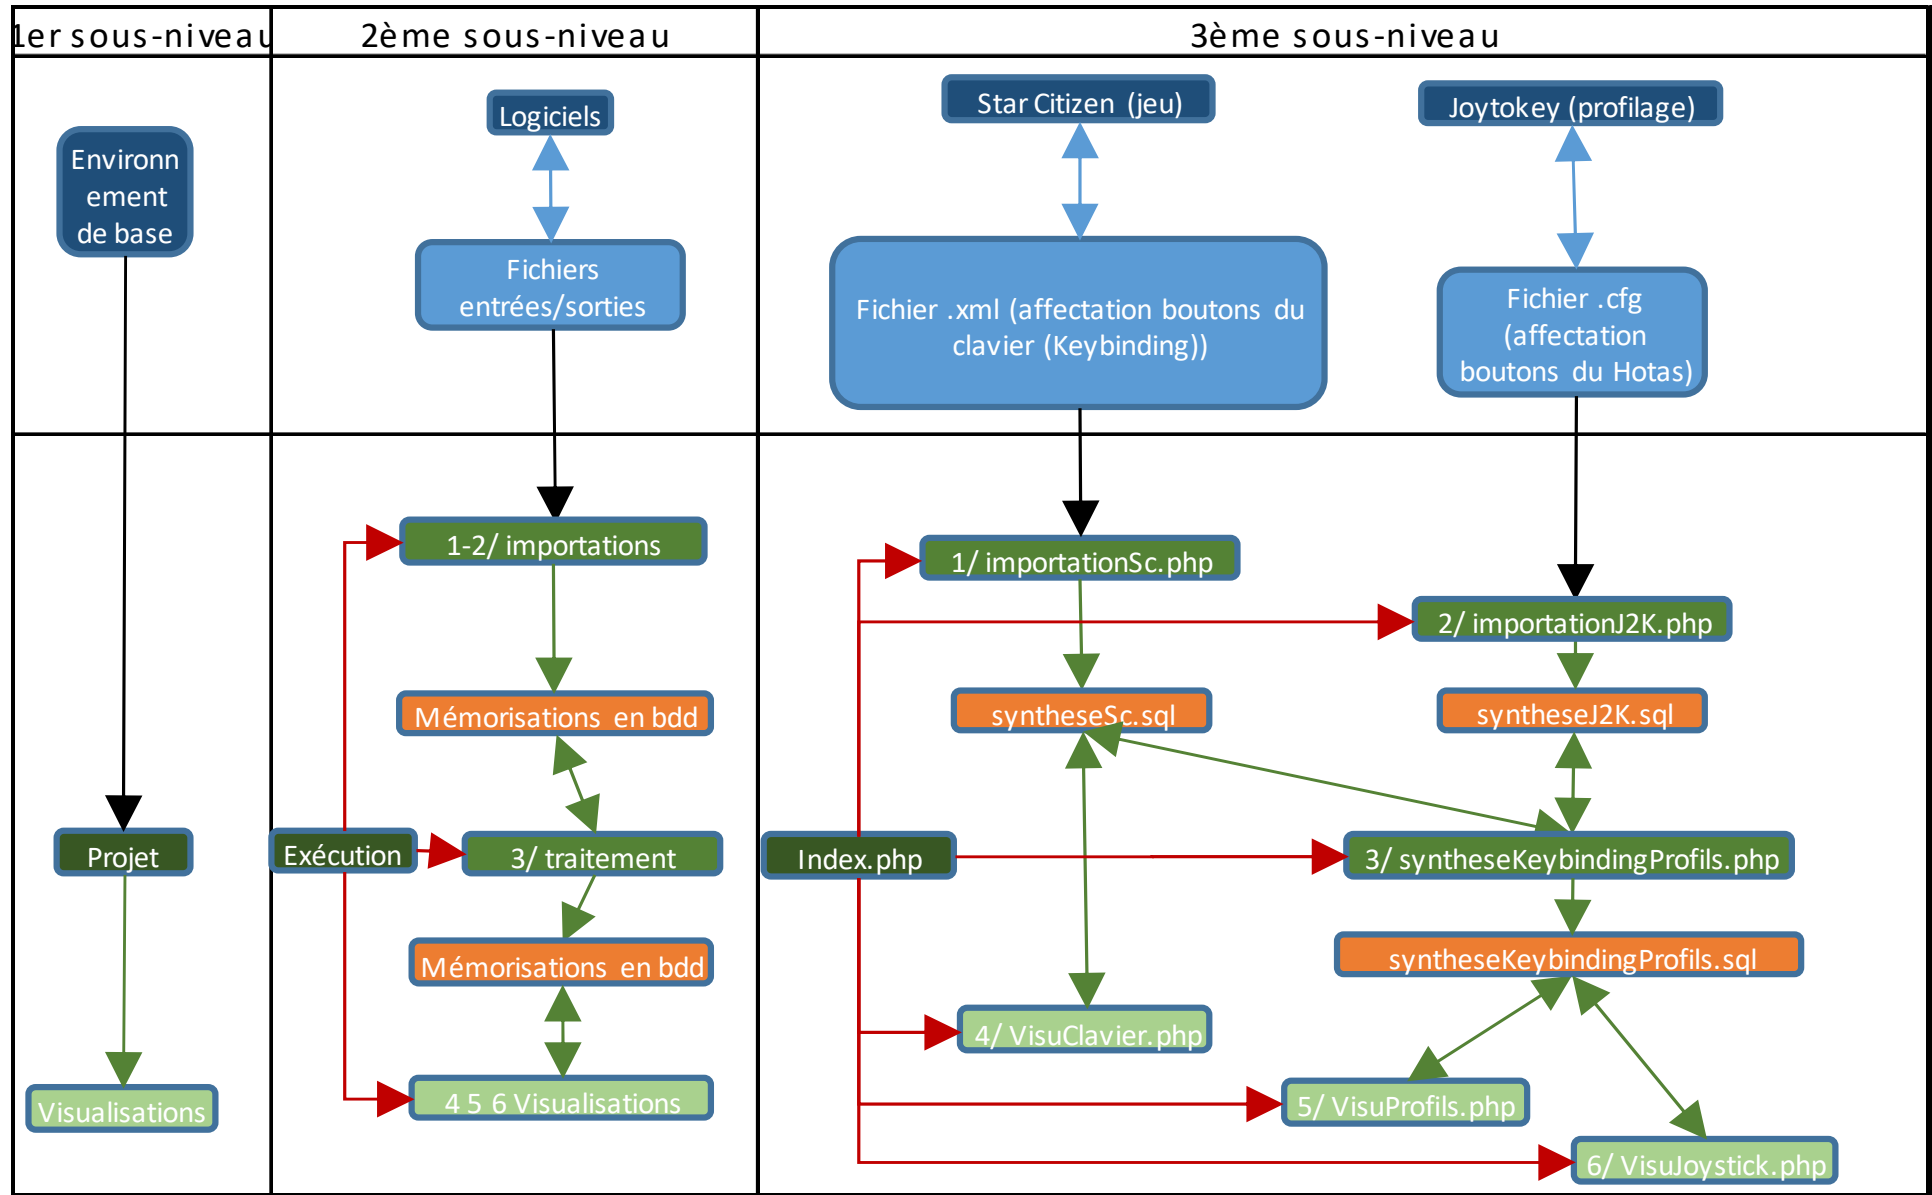 1er sous-niveau
2ème sous-niveau
3ème sous-niveau
Environn
ement
de base
Logiciels
Star Citizen (jeu)
Joytokey (profilage)
Fichiers
entrées/sorties
Fichier .xml (affectation boutons du
clavier (Keybinding))
Fichier .cfg
(affectation
boutons du Hotas)
1-2/ importations
1/ importationSc.php
2/ importationJ2K.php
Mémorisations en bdd
syntheseSc.sql
syntheseJ2K.sql
Projet
Exécution
3/ traitement
Index.php
3/ syntheseKeybindingProfils.php
Mémorisations en bdd
syntheseKeybindingProfils.sql
4/ VisuClavier.php
Visualisations
4 5 6 Visualisations
5/ VisuProfils.php
6/ VisuJoystick.php